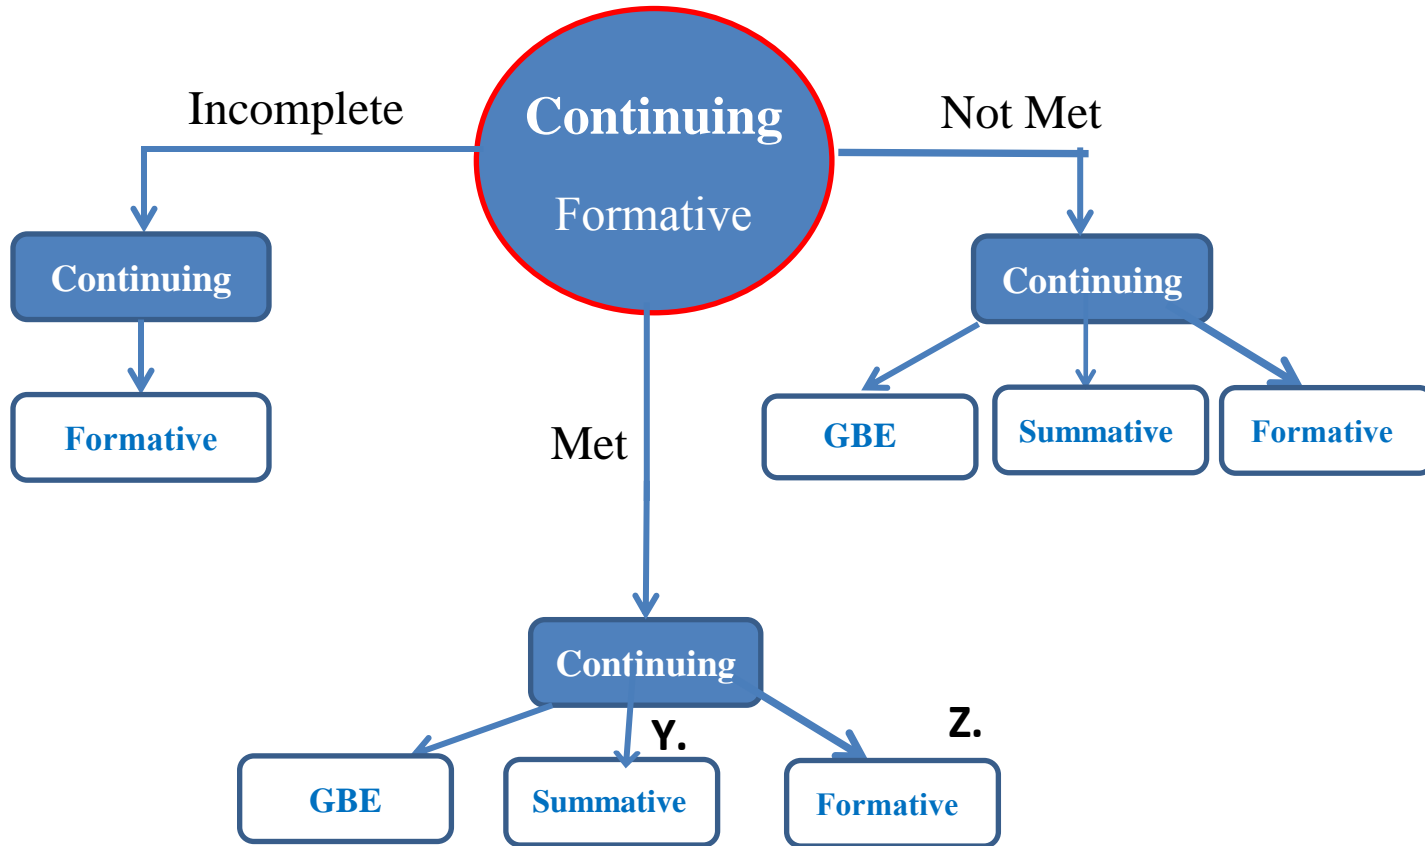 Incomplete
Continuing
Formative
Not Met
Continuing
Formative
Continuing
GBE
Summative
Formative
Met
Continuing
Y.
Z.
GBE
Summative
Formative